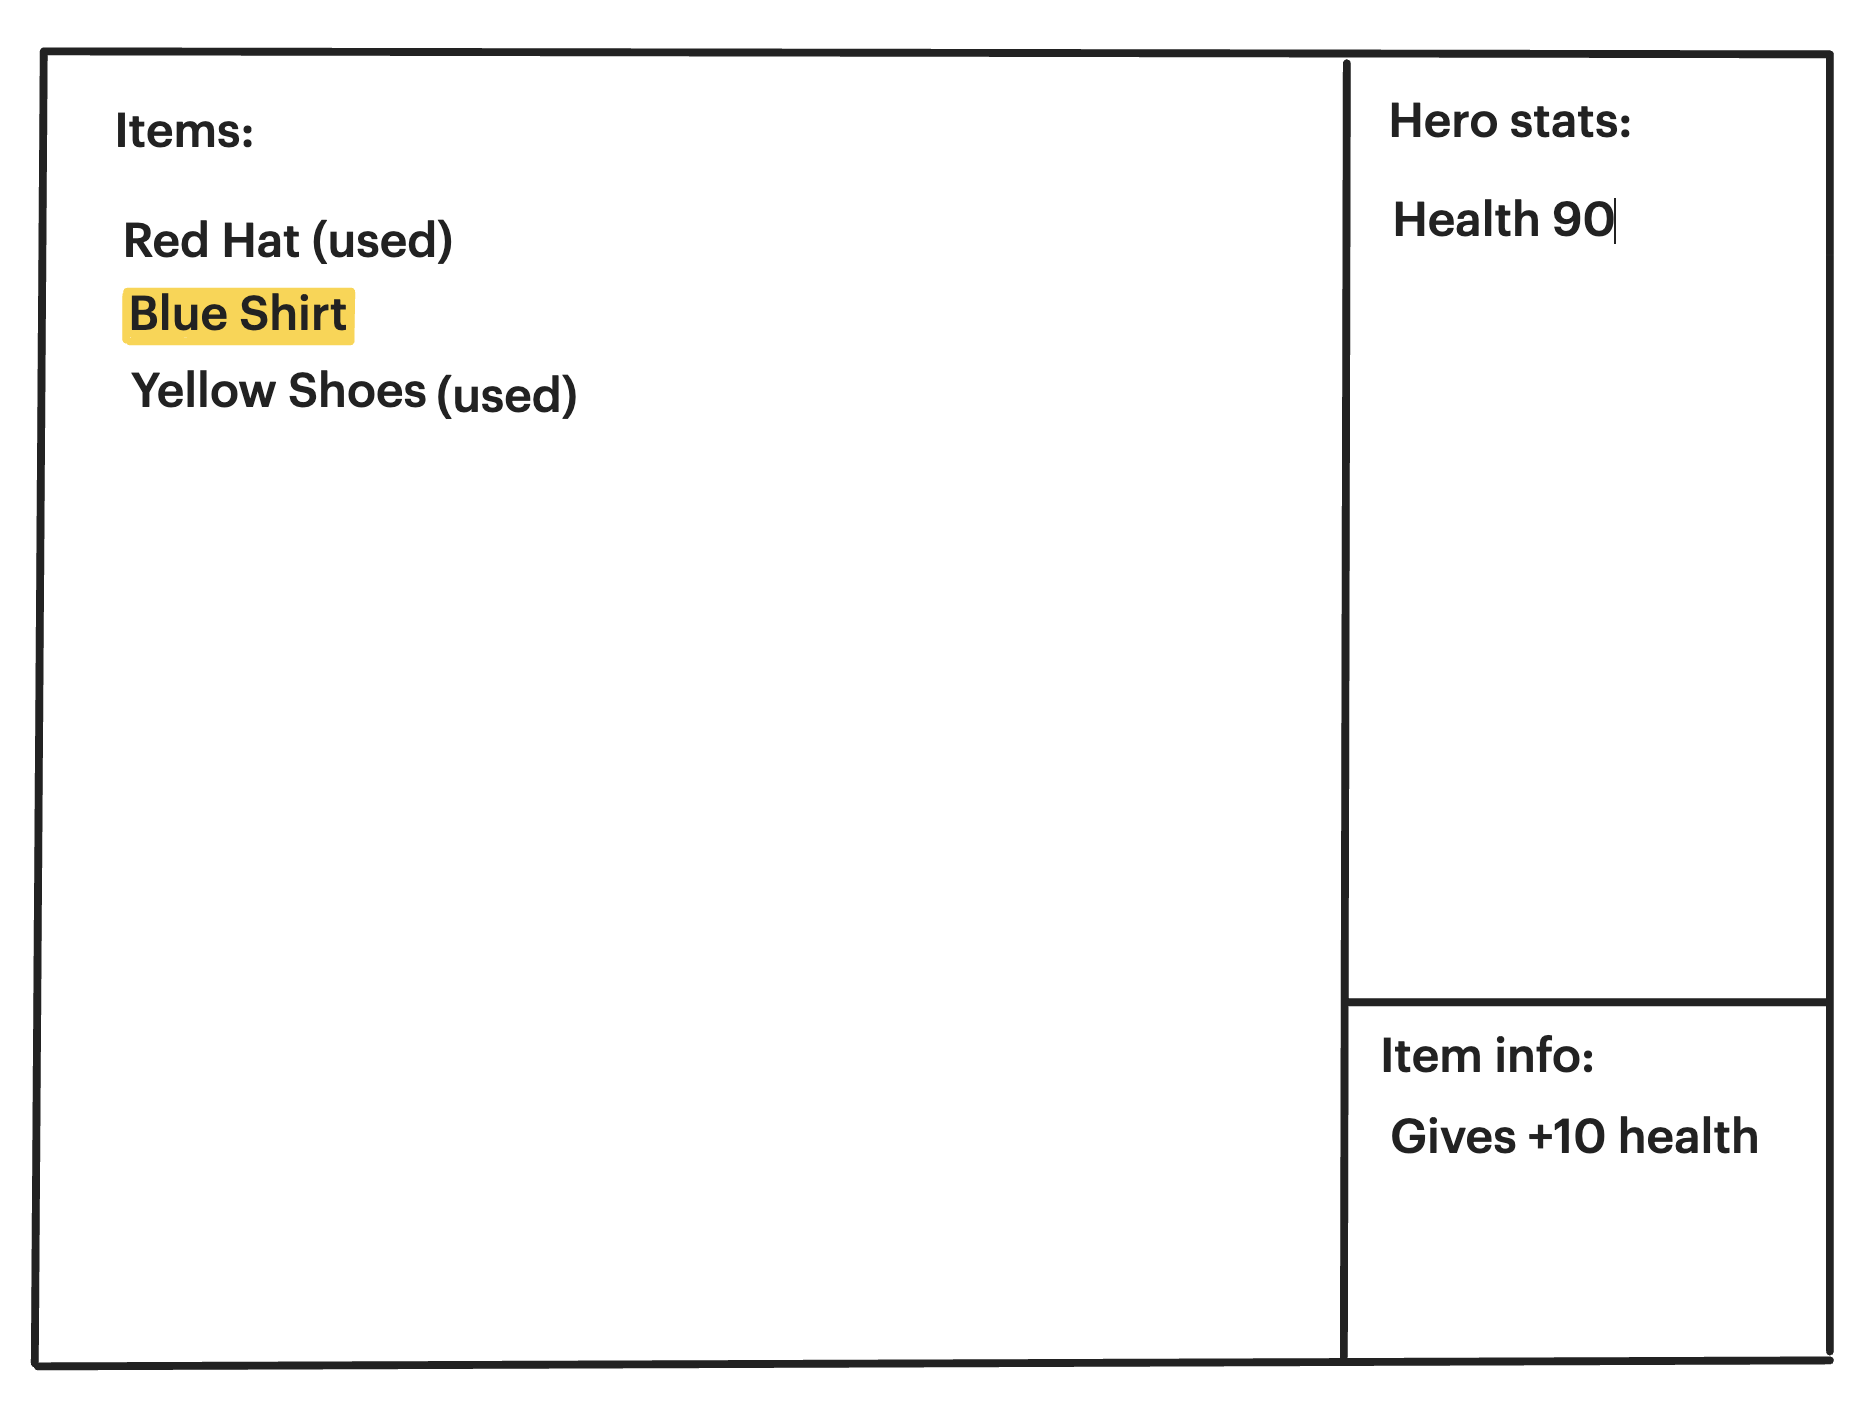 Items:
Red Hat (used)
Blue Shirt
Yellow Shoes (used)
Hero stats:
Health 90
Item info:
Gives +10 health